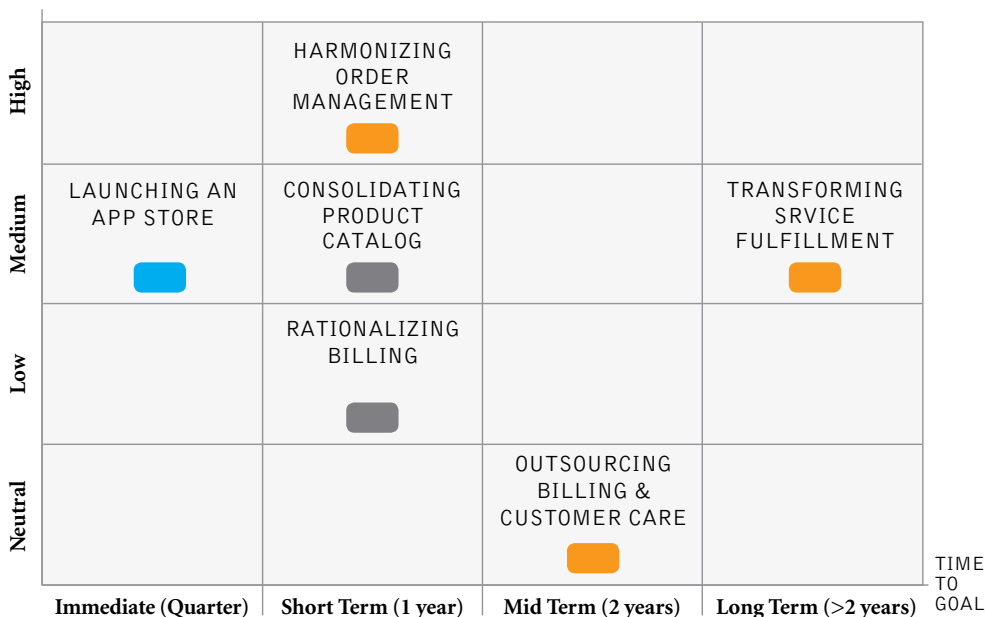 High
HARMONIZING
ORDER
MANAGEMENT
Medium
LAUNCHING AN
APP STORE
CONSOLIDATING
PRODUCT
CATALOG
TRANSFORMING
SRVICE
FULFILLMENT
Low
RATIONALIZING
BILLING
Neutral
OUTSOURCING
BILLING &
CUSTOMER CARE
Immediate (Quarter)
Short Term (1 year)
Mid Term (2 years)
Long Term (>2 years)
TIME
TO
GOAL